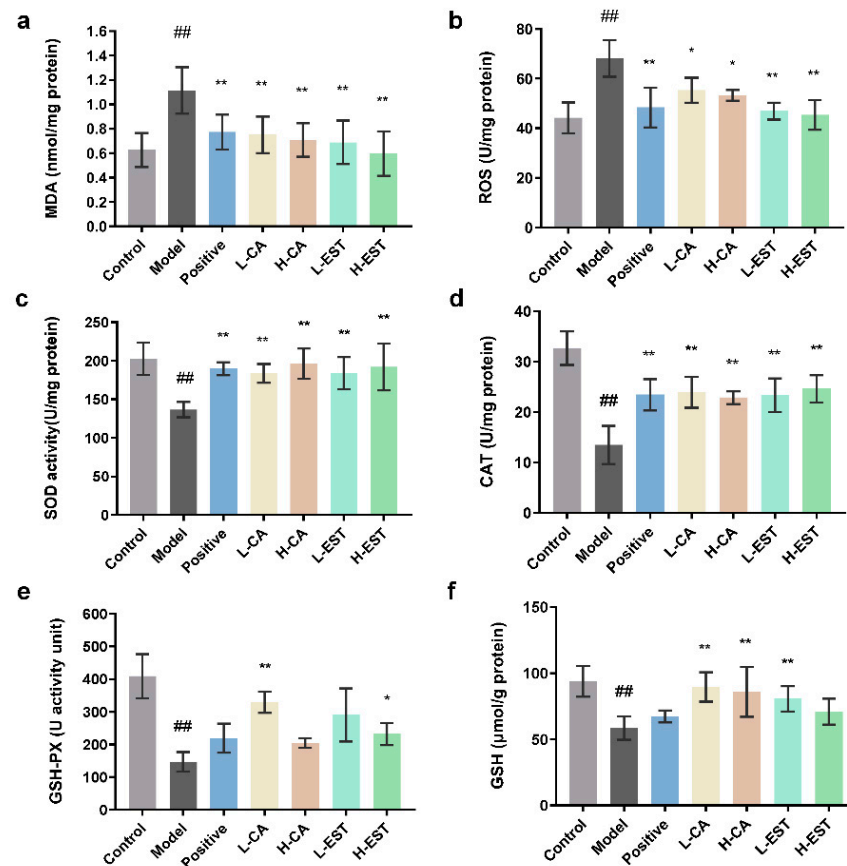 a
MDA (nmol/mg protein)
1.6
1.4
1.2
1.0
0.8
0.6
0.4
0.2
0.0
##
**
**
**
**
**
Control
Model
Positive
L-CA
H-CA
L-EST
H-EST
b
ROS (U/mg protein)
80
60
40
20
0
##
**
*
*
**
**
Control
Model
Positive
L-CA
H-CA
L-EST
H-EST
c
SOD activity(U/mg protein)
250
200
150
100
50
0
##
**
**
**
**
**
Control
Model
Positive
L-CA
H-CA
L-EST
H-EST
d
CAT (U/mg protein)
40
30
20
10
0
##
**
**
**
**
**
Control
Model
Positive
L-CA
H-CA
L-EST
H-EST
e
GSH-PX (U activity unit)
600
500
400
300
200
100
0
##
**
*
Control
Model
Positive
L-CA
H-CA
L-EST
H-EST
f
GSH (μmol/g protein)
150
100
50
0
##
**
**
**
Control
Model
Positive
L-CA
H-CA
L-EST
H-EST